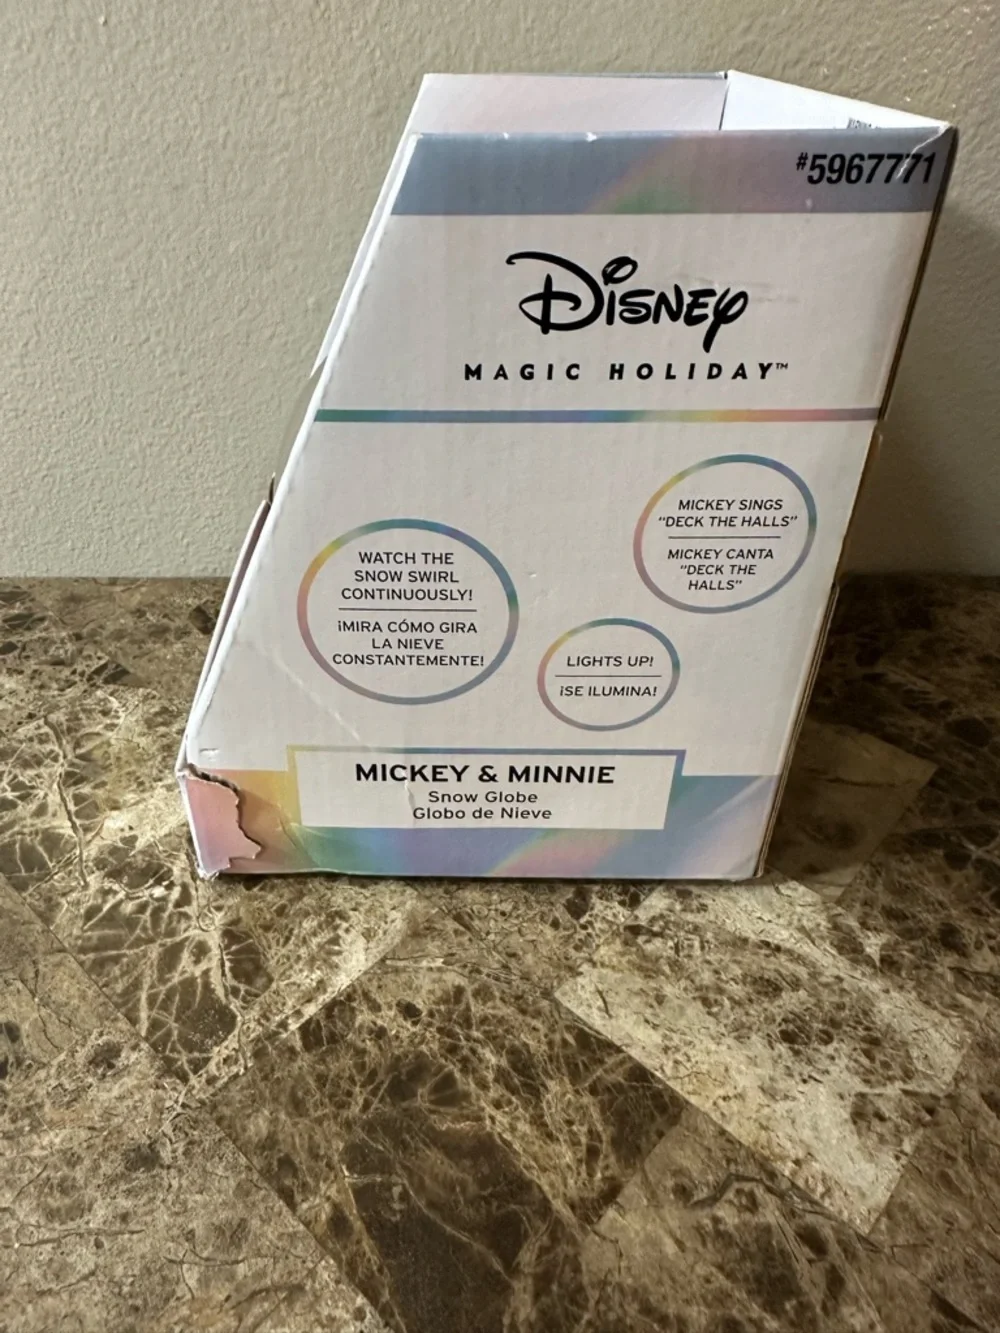 #5967771
Disney
MAGIC HOLIDAY™
MICKEY SINGS
"DECK THE HALLS"
MICKEY CANTA
"DECK THE
HALLS"
WATCH THE
SNOW SWIRL
CONTINUOUSLY!
¡MIRA CÓMO GIRA
LA NIEVE
CONSTANTEMENTE!
LIGHTS UP!
¡SE ILUMINA!
MICKEY & MINNIE
Snow Globe
Globo de Nieve